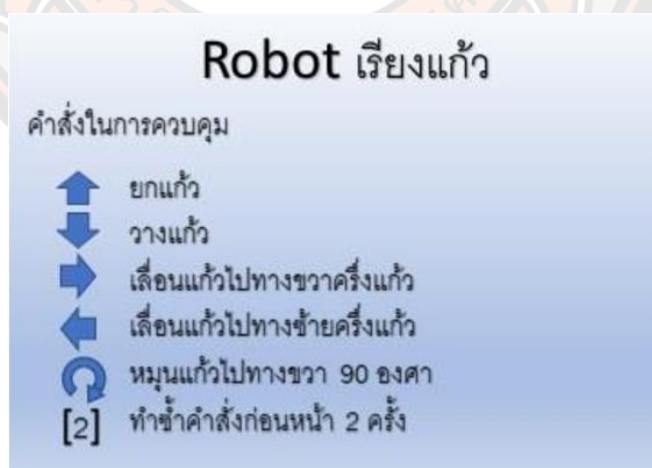 Robot เรียงแก้ว
คำสั่งในการควบคุม
ยกแก้ว
วางแก้ว
เลื่อนแก้วไปทางขวาครึ่งแก้ว
เลื่อนแก้วไปทางซ้ายครึ่งแก้ว
หมุนแก้วไปทางขวา 90 องศา
[2] ทำซ้ำคำสั่งก่อนหน้า 2 ครั้ง